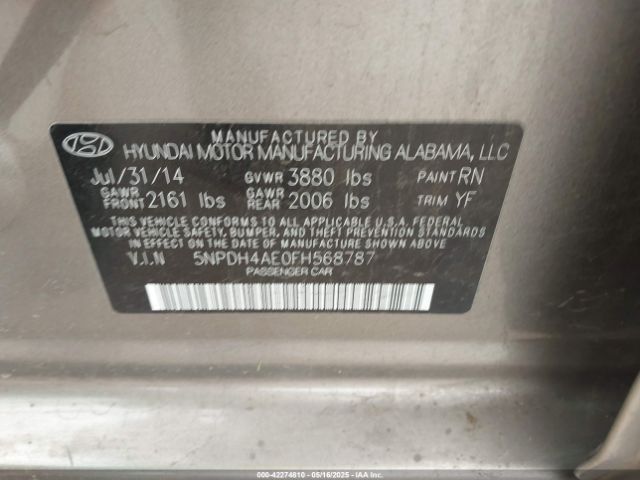 MANUFACTURED BY
HYUNDAI MOTOR MANUFACTURING ALABAMA, LLC
Jul/31/14 GVWR 3880 lbs PAINT RN
GAWR FRONT 2161 lbs GAWR REAR 2006 lbs TRIM YF
THIS VEHICLE CONFORMS TO ALL APPLICABLE U.S.A. FEDERAL
MOTOR VEHICLE SAFETY, BUMPER, AND THEFT PREVENTION
STANDARDS IN EFFECT ON THE DATE OF MANUFACTURE SHOWN ABOVE.
V.I.N 5NPDH4AE0FH568787
PASSENGER CAR
000-42274610 - 05/16/2025 - IAA, Inc.